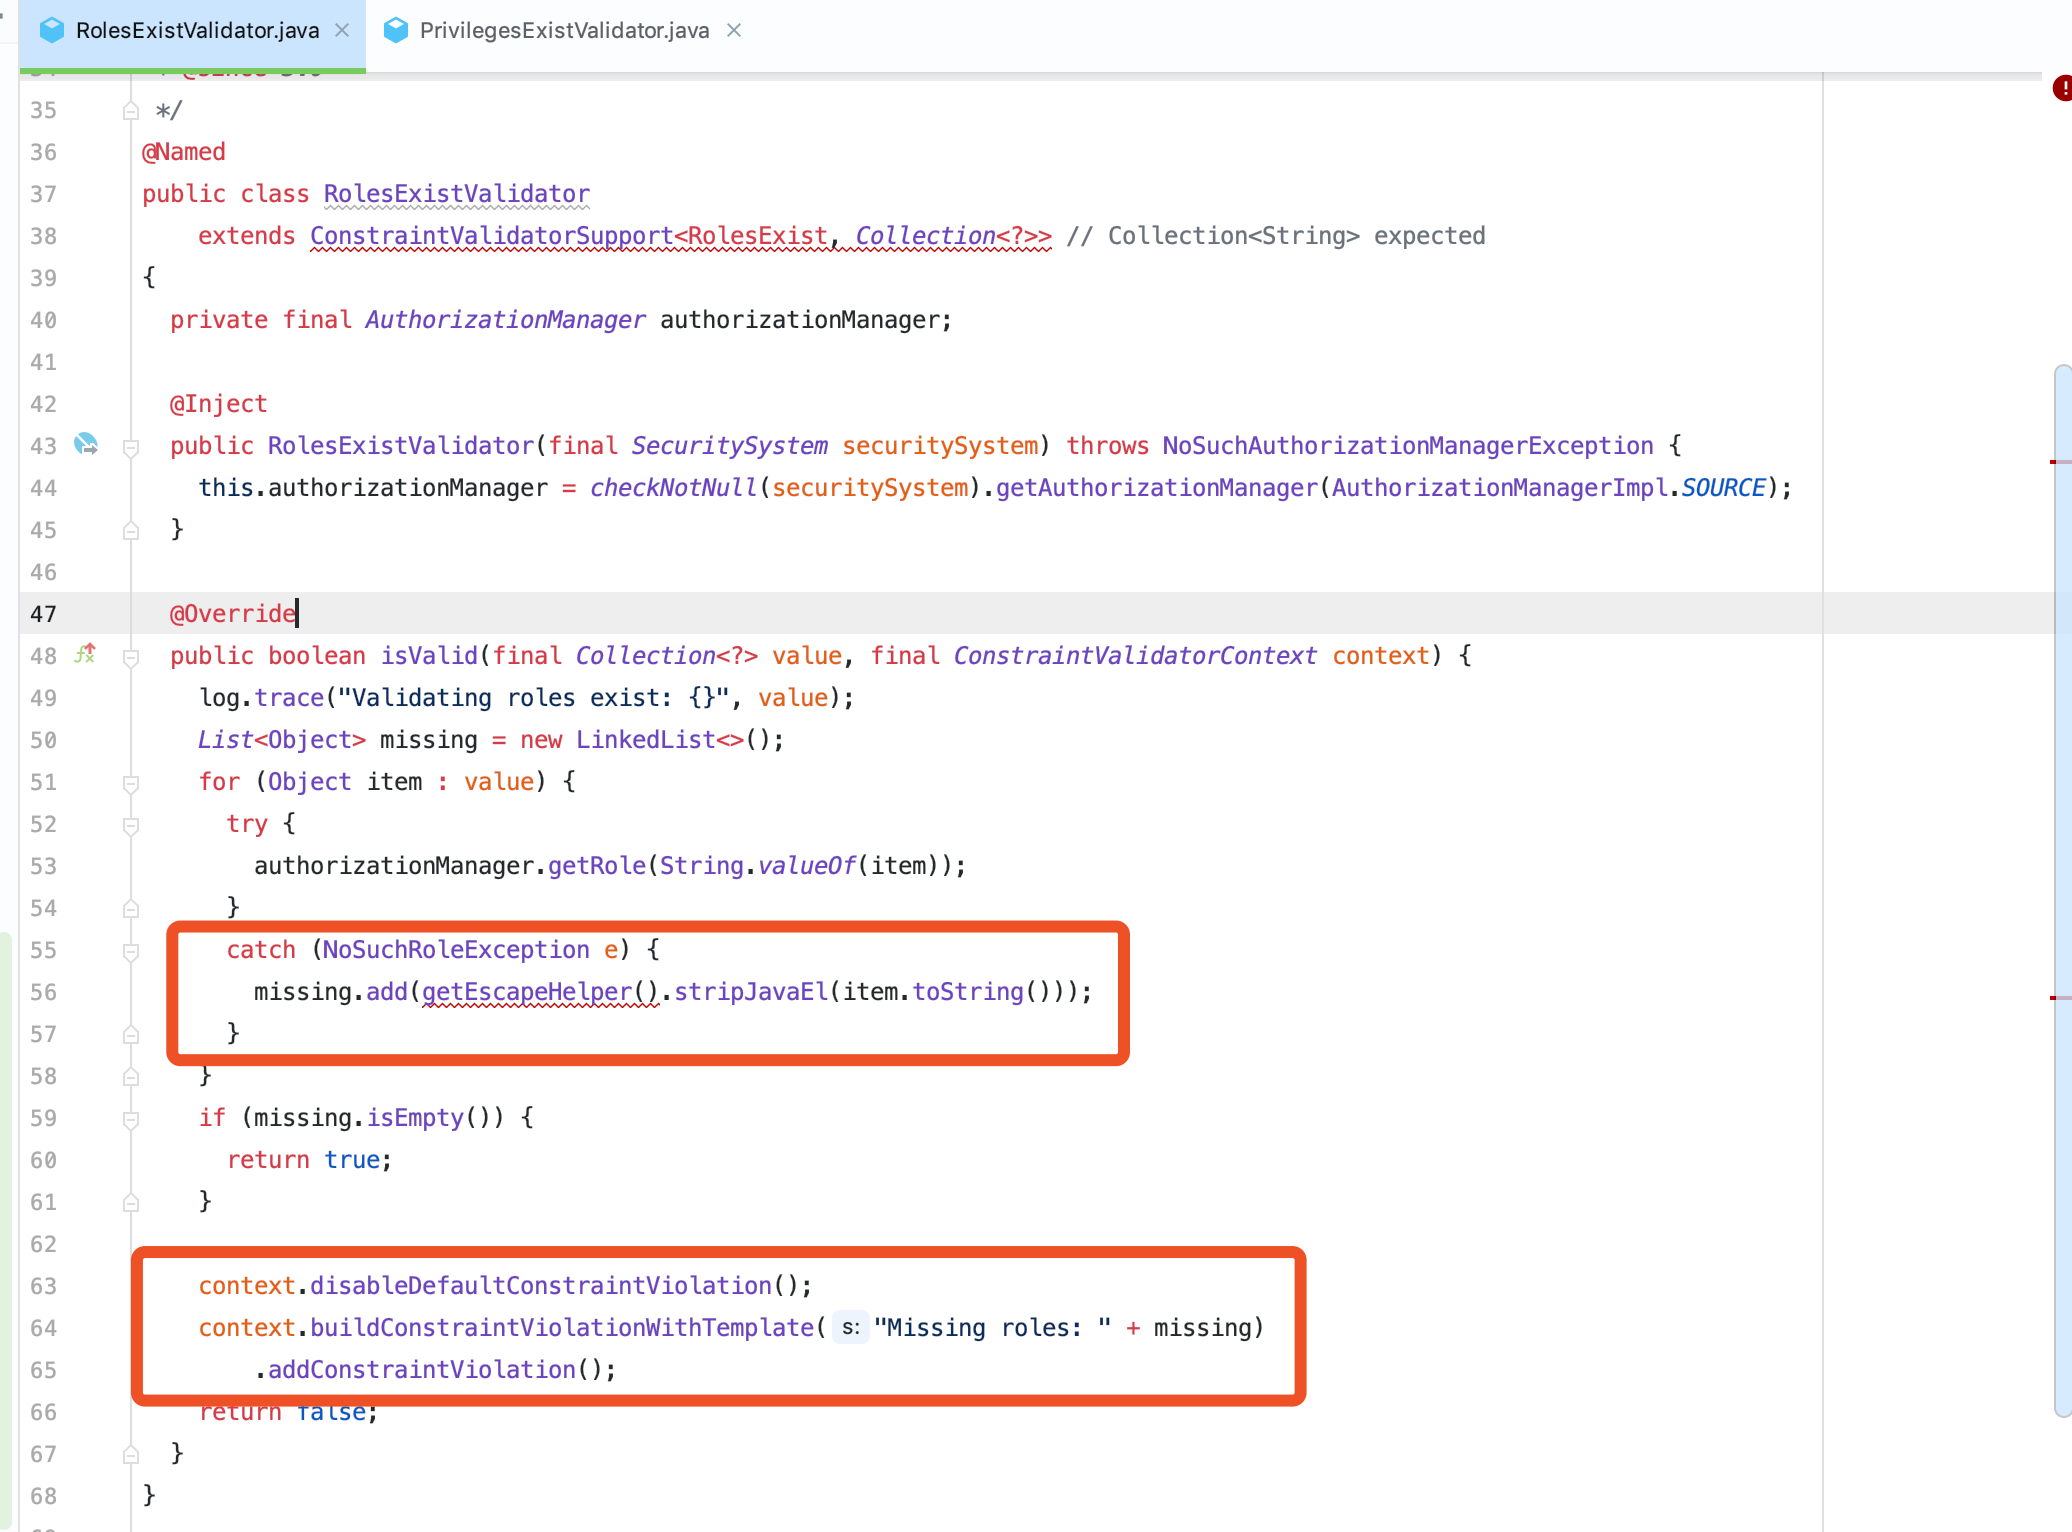 RolesExistValidator.java PrivilegesExistValidator.java
35 */
36 @Named
37 public class RolesExistValidator
38 extends ConstraintValidatorSupport<RolesExist, Collection<?>> // Collection<String> expected
39 {
40 private final AuthorizationManager authorizationManager;
41
42 @Inject
43 public RolesExistValidator(final SecuritySystem securitySystem) throws NoSuchAuthorizationManagerException {
44 this.authorizationManager = checkNotNull(securitySystem).getAuthorizationManager(AuthorizationManagerImpl.SOURCE);
45 }
46
47 @Override
48 public boolean isValid(final Collection<?> value, final ConstraintValidatorContext context) {
49 log.trace("Validating roles exist: {}", value);
50 List<Object> missing = new LinkedList<>();
51 for (Object item : value) {
52 try {
53 authorizationManager.getRole(String.valueOf(item));
54 }
55 catch (NoSuchRoleException e) {
56 missing.add(getEscapeHelper().stripJavaEl(item.toString()));
57 }
58 }
59 if (missing.isEmpty()) {
60 return true;
61 }
62
63 context.disableDefaultConstraintViolation();
64 context.buildConstraintViolationWithTemplate( s: "Missing roles: " + missing)
65 .addConstraintViolation();
66 return false;
67 }
68 }